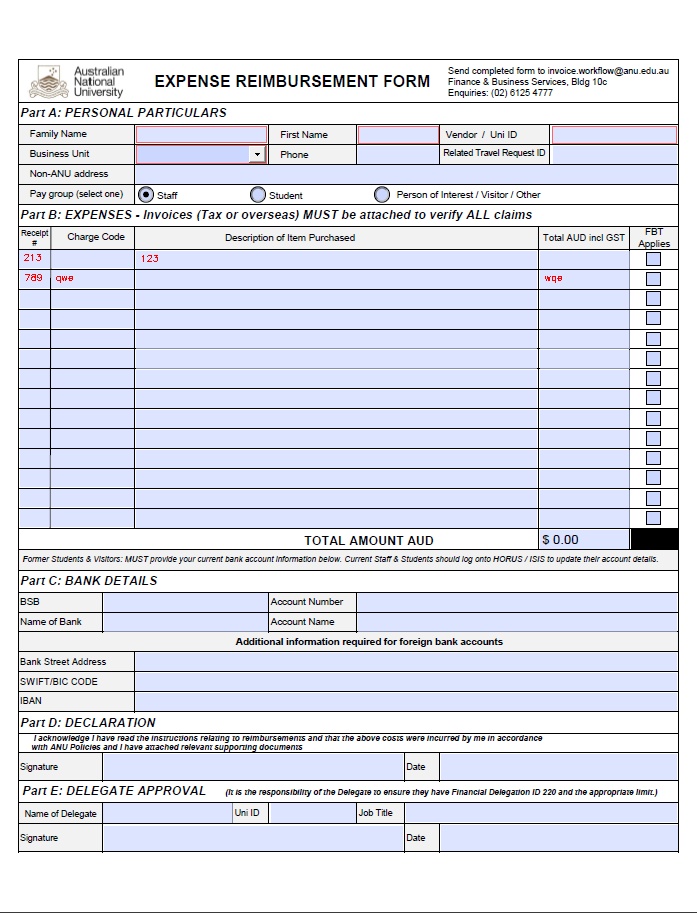 Australian
National
University
EXPENSE REIMBURSEMENT FORM
Send completed form to invoice.workflow@anu.edu.au
Finance & Business Services, Bldg 10c
Enquiries: (02) 6125 4777
Part A: PERSONAL PARTICULARS
Family Name First Name Vendor / Uni ID
Business Unit Phone Related Travel Request ID
Non-ANU address
Pay group (select one) Staff Student Person of Interest / Visitor / Other
Part B: EXPENSES - Invoices (Tax or overseas) MUST be attached to verify ALL claims
Receipt # Charge Code Description of Item Purchased Total AUD incl GST FBT Applies
213 123
789 qwe wqe
TOTAL AMOUNT AUD $ 0.00
Former Students & Visitors: MUST provide your current bank account information below. Current Staff & Students should log onto HORUS / ISIS to update their account details.
Part C: BANK DETAILS
BSB Account Number
Name of Bank Account Name
Additional information required for foreign bank accounts
Bank Street Address
SWIFT/BIC CODE
IBAN
Part D: DECLARATION
I acknowledge I have read the instructions relating to reimbursements and that the above costs were incurred by me in accordance
with ANU Policies and I have attached relevant supporting documents
Signature Date
Part E: DELEGATE APPROVAL (It is the responsibility of the Delegate to ensure they have Financial Delegation ID 220 and the appropriate limit.)
Name of Delegate Uni ID Job Title
Signature Date